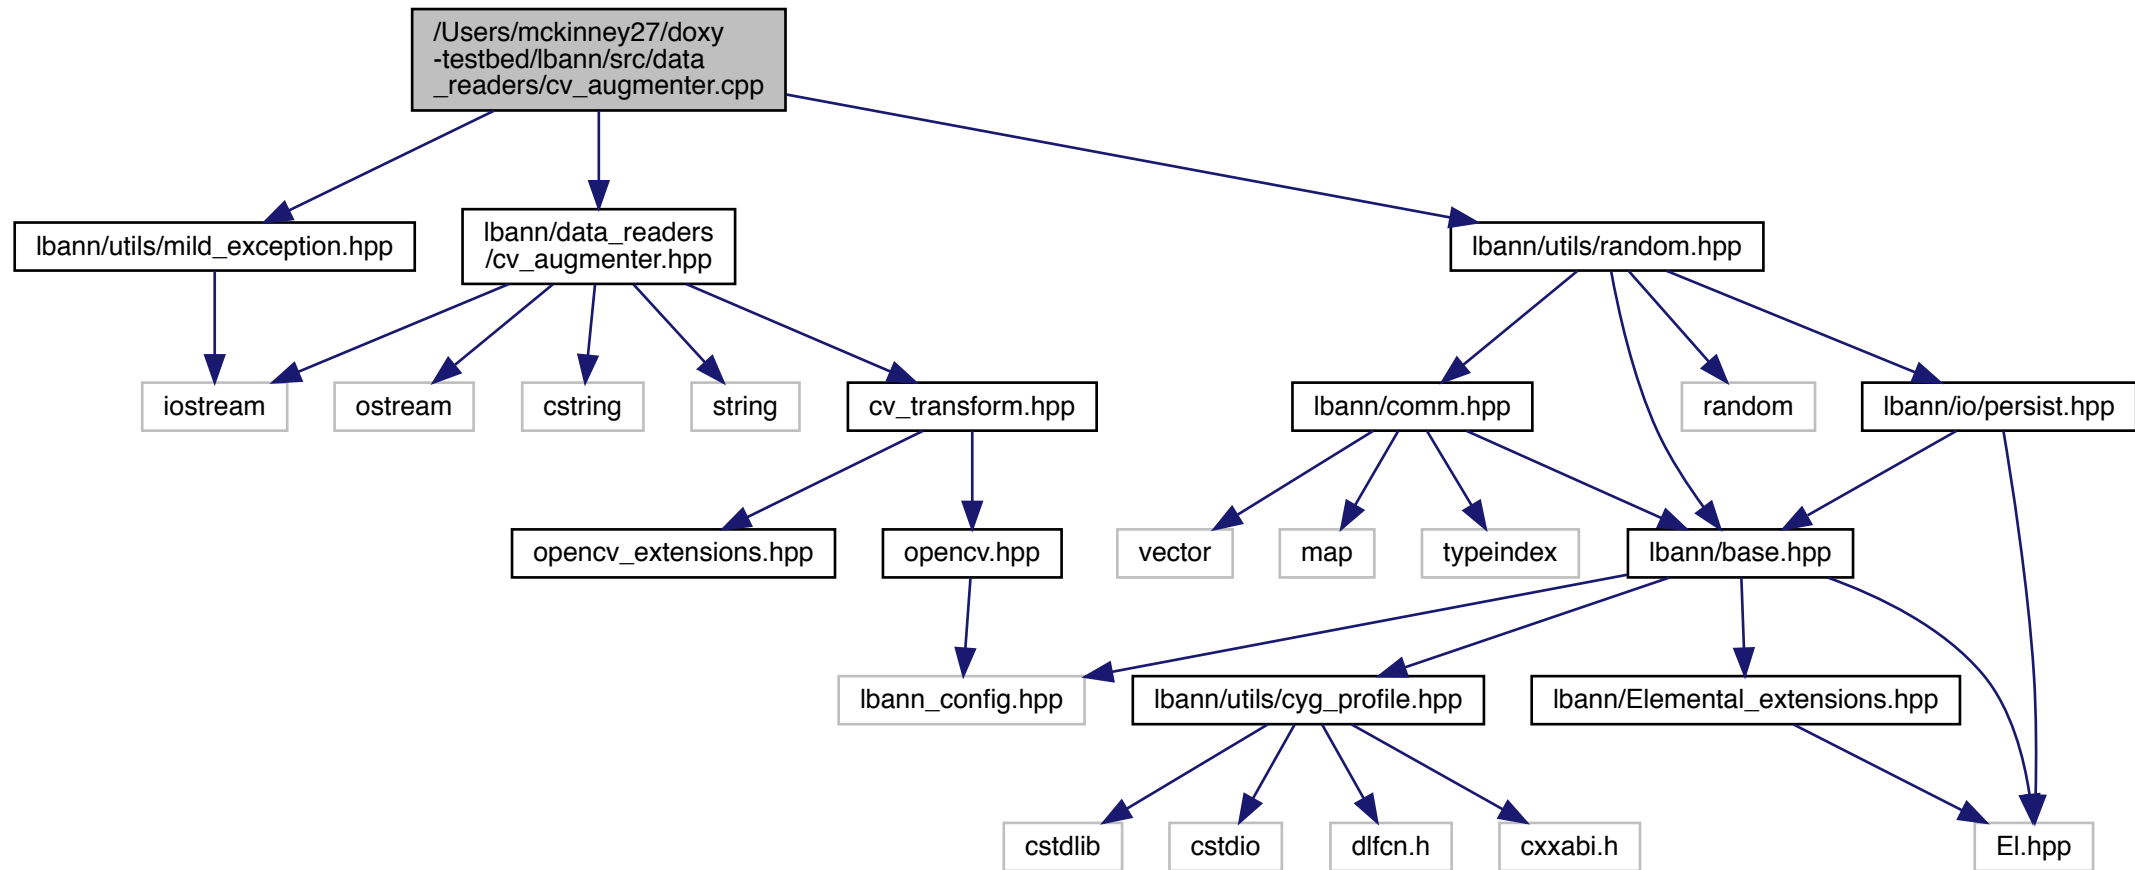 /Users/mckinney27/doxy
-testbed/lbann/src/data
_readers/cv_augmenter.cpp
lbann/utils/mild_exception.hpp
lbann/data_readers
/cv_augmenter.hpp
lbann/utils/random.hpp
iostream
ostream
cstring
string
cv_transform.hpp
lbann/comm.hpp
random
lbann/io/persist.hpp
opencv_extensions.hpp
opencv.hpp
vector
map
typeindex
lbann/base.hpp
lbann_config.hpp
lbann/utils/cyg_profile.hpp
lbann/Elemental_extensions.hpp
cstdlib
cstdio
dlfcn.h
cxxabi.h
El.hpp